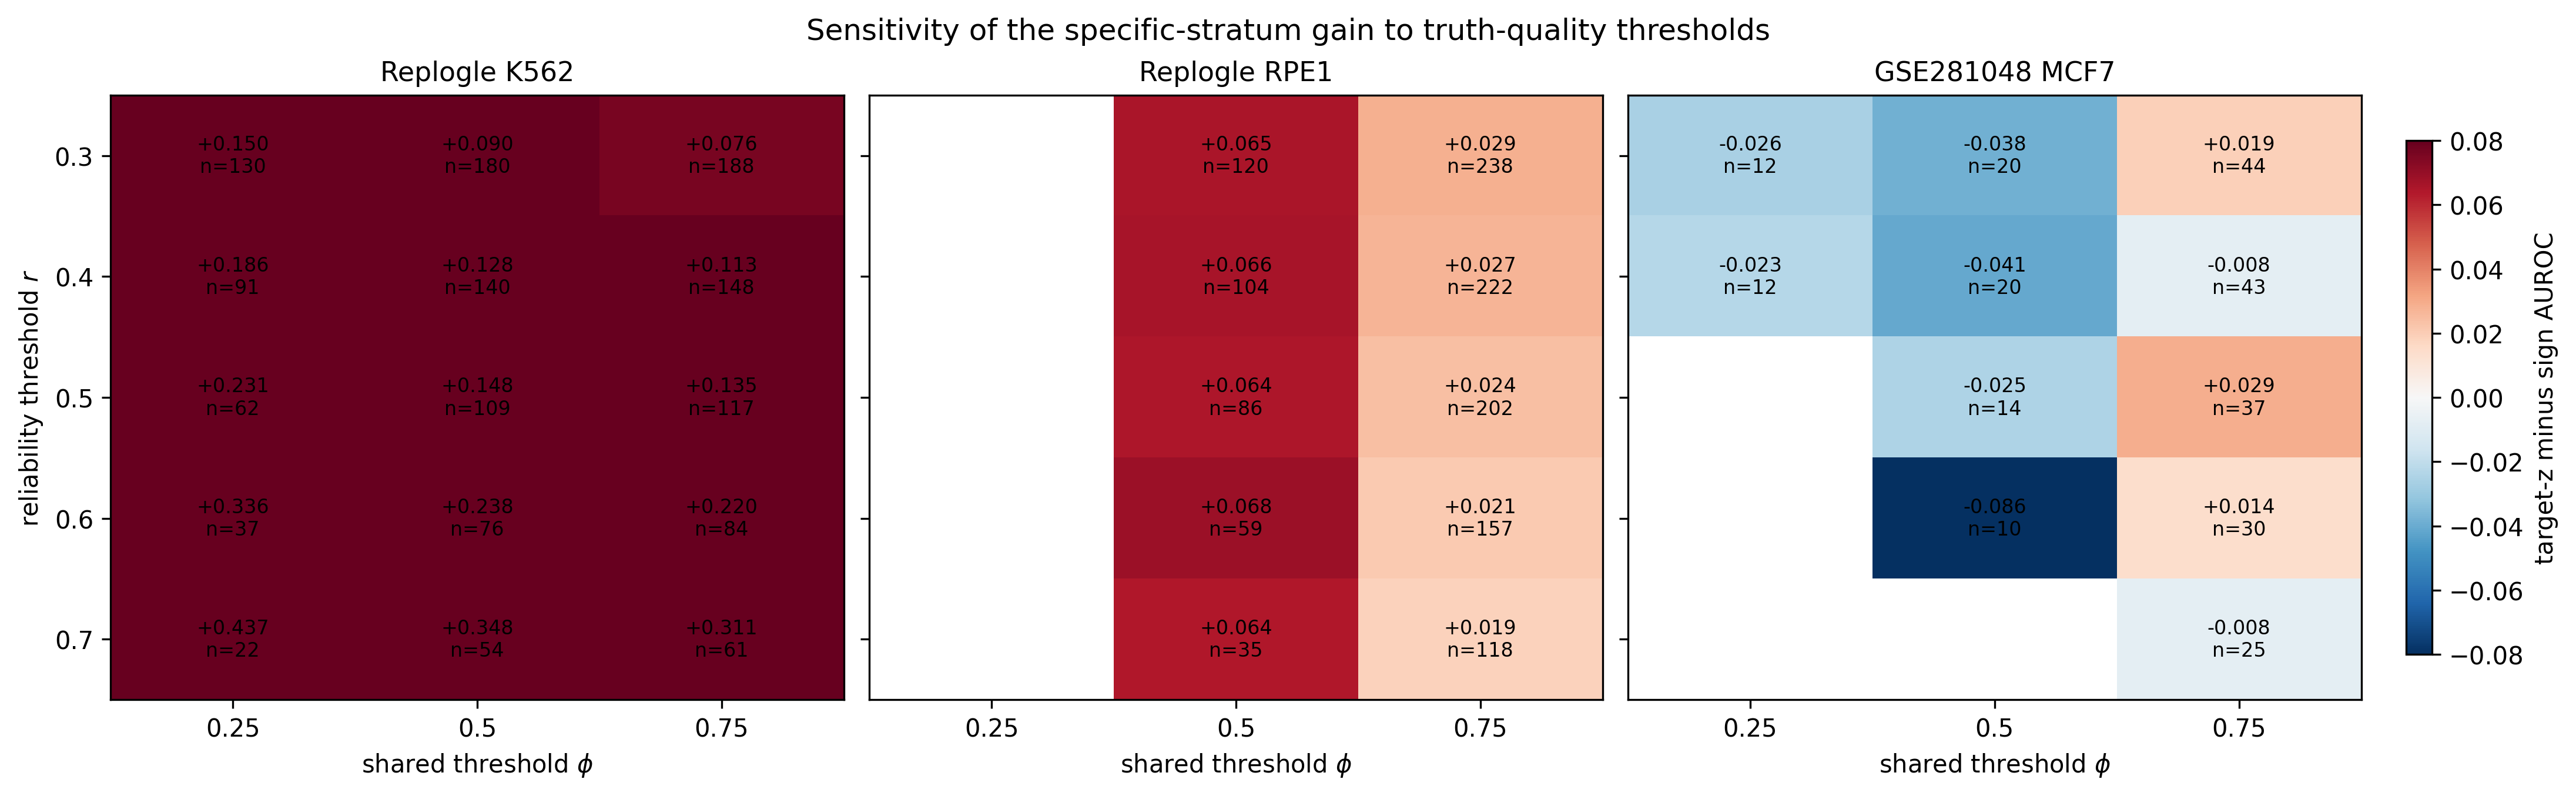 Sensitivity of the specific-stratum gain to truth-quality thresholds
Replogle K562
Replogle RPE1
GSE281048 MCF7
reliability threshold r
0.3
0.4
0.5
0.6
0.7
+0.150
n=130
+0.090
n=180
+0.076
n=188
+0.186
n=91
+0.128
n=140
+0.113
n=148
+0.231
n=62
+0.148
n=109
+0.135
n=117
+0.336
n=37
+0.238
n=76
+0.220
n=84
+0.437
n=22
+0.348
n=54
+0.311
n=61
0.25
0.5
0.75
shared threshold ϕ
+0.065
n=120
+0.029
n=238
+0.066
n=104
+0.027
n=222
+0.064
n=86
+0.024
n=202
+0.068
n=59
+0.021
n=157
+0.064
n=35
+0.019
n=118
0.25
0.5
0.75
shared threshold ϕ
-0.026
n=12
-0.038
n=20
+0.019
n=44
-0.023
n=12
-0.041
n=20
-0.008
n=43
-0.025
n=14
+0.029
n=37
-0.086
n=10
+0.014
n=30
-0.008
n=25
0.25
0.5
0.75
shared threshold ϕ
0.08
0.06
0.04
0.02
0.00
−0.02
−0.04
−0.06
−0.08
target-z minus sign AUROC